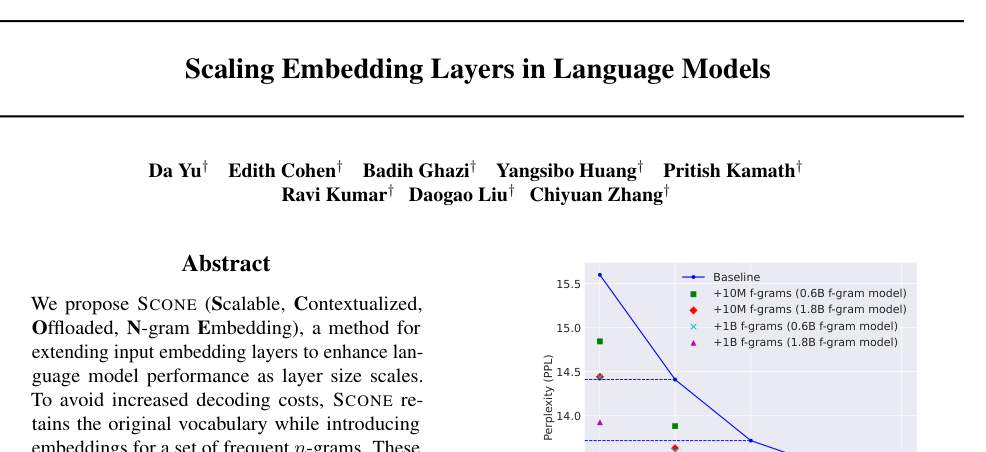 Scaling Embedding Layers in Language Models
Da Yu† Edith Cohen† Badih Ghazi† Yangsibo Huang† Pritish Kamath†
Ravi Kumar† Daogao Liu† Chiyuan Zhang†
Abstract
We propose SCONE (Scalable, Contextualized,
Offloaded, N-gram Embedding), a method for
extending input embedding layers to enhance lan-
guage model performance as layer size scales.
To avoid increased decoding costs, SCONE re-
tains the original vocabulary while introducing
embeddings for a set of frequent n-grams. These
Baseline
+10M f-grams (0.6B f-gram model)
+10M f-grams (1.8B f-gram model)
+1B f-grams (0.6B f-gram model)
+1B f-grams (1.8B f-gram model)
15.5
15.0
14.5
14.0
Perplexity (PPL)